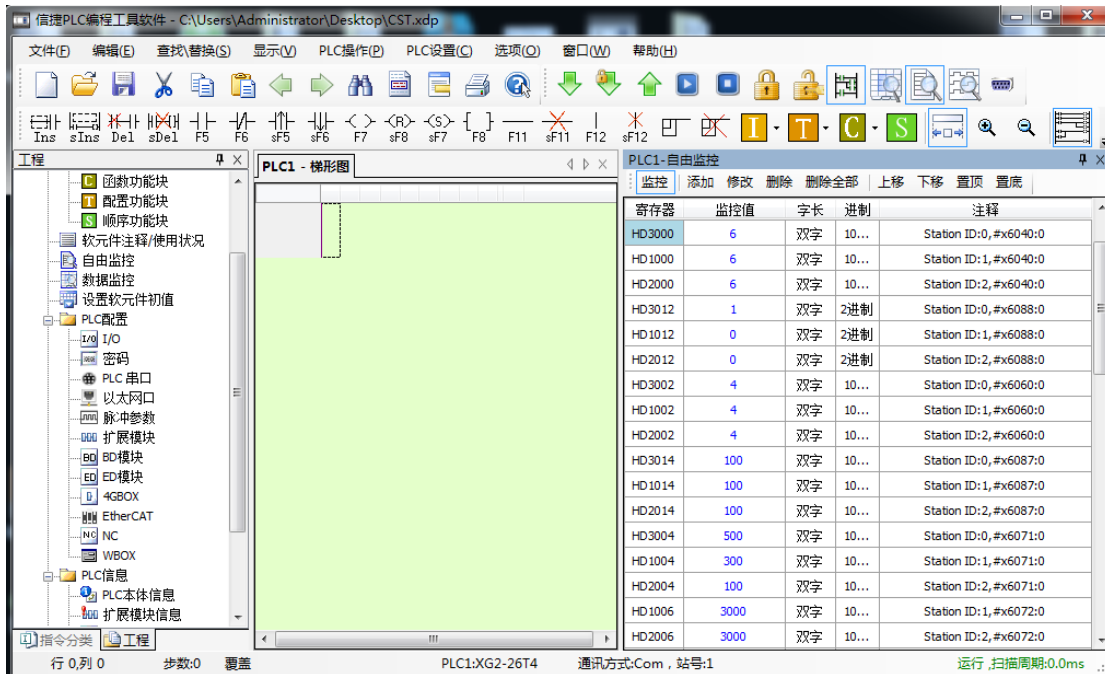 信捷PLC编程工具软件 - C:\Users\Administrator\Desktop\CST.xdp
文件(F) 编辑(E) 查找\替换(S) 显示(V) PLC操作(P) PLC设置(C) 选项(O) 窗口(W) 帮助(H)
Ins sIns Del sDel F5 F6 sF5 sF6 F7 sF8 sF7 F8 F11 sF11 F12 sF12 I T C S
工程
函数功能块
配置功能块
顺序功能块
软元件注释/使用状况
自由监控
数据监控
设置软元件初值
PLC配置
I/O
密码
PLC 串口
以太网口
脉冲参数
扩展模块
BD模块
ED模块
4GBOX
EtherCAT
NC
WBOX
PLC信息
PLC本体信息
扩展模块信息
指令分类 工程
PLC1 - 梯形图
PLC1-自由监控
监控 添加 修改 删除 删除全部 上移 下移 置顶 置底
寄存器 监控值 字长 进制 注释
HD3000 6 双字 10... Station ID:0,#x6040:0
HD1000 6 双字 10... Station ID:1,#x6040:0
HD2000 6 双字 10... Station ID:2,#x6040:0
HD3012 1 双字 2进制 Station ID:0,#x6088:0
HD1012 0 双字 2进制 Station ID:1,#x6088:0
HD2012 0 双字 2进制 Station ID:2,#x6088:0
HD3002 4 双字 10... Station ID:0,#x6060:0
HD1002 4 双字 10... Station ID:1,#x6060:0
HD2002 4 双字 10... Station ID:2,#x6060:0
HD3014 100 双字 10... Station ID:0,#x6087:0
HD1014 100 双字 10... Station ID:1,#x6087:0
HD2014 100 双字 10... Station ID:2,#x6087:0
HD3004 500 双字 10... Station ID:0,#x6071:0
HD1004 300 双字 10... Station ID:1,#x6071:0
HD2004 100 双字 10... Station ID:2,#x6071:0
HD1006 3000 双字 10... Station ID:1,#x6072:0
HD2006 3000 双字 10... Station ID:2,#x6072:0
行 0,列 0 步数:0 覆盖 PLC1:XG2-26T4 通讯方式:Com，站号:1 运行 ,扫描周期:0.0ms